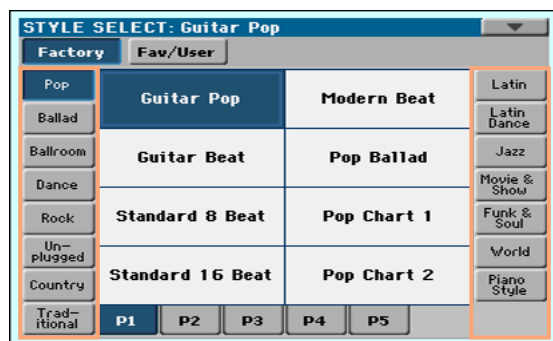 STYLE SELECT: Guitar Pop
Factory Fav/User
Pop
Ballad
Ballroom
Dance
Rock
Un-
plugged
Country
Trad-
itional
Guitar Pop Modern Beat
Guitar Beat Pop Ballad
Standard 8 Beat Pop Chart 1
Standard 16 Beat Pop Chart 2
P1 P2 P3 P4 P5
Latin
Latin
Dance
Jazz
Movie &
Show
Funk &
Soul
World
Piano
Style